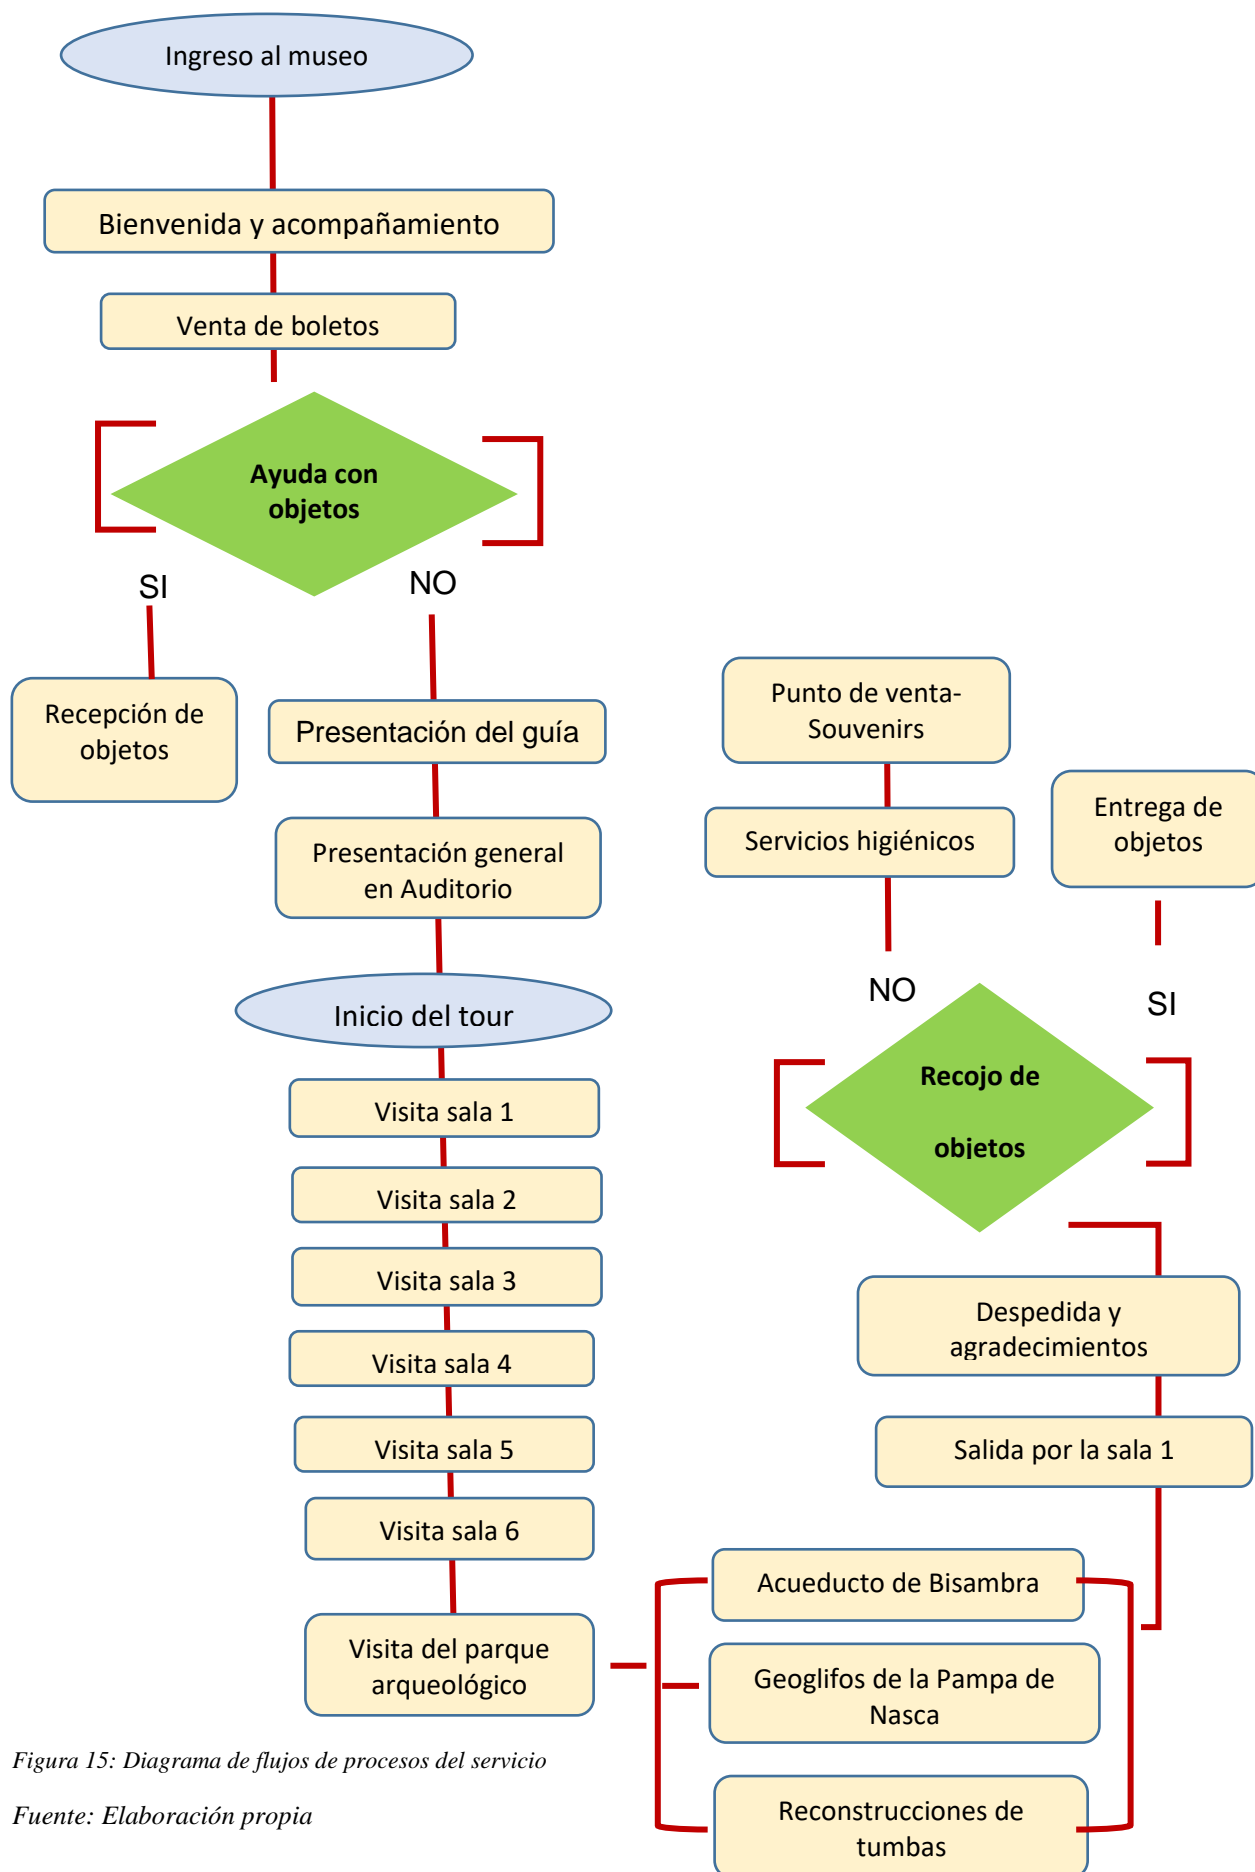 Ingreso al museo
Bienvenida y acompañamiento
Venta de boletos
Ayuda con
objetos
SI
NO
Recepción de
objetos
Presentación del guía
Presentación general
en Auditorio
Inicio del tour
Visita sala 1
Visita sala 2
Visita sala 3
Visita sala 4
Visita sala 5
Visita sala 6
Visita del parque
arqueológico
Acueducto de Bisambra
Geoglifos de la Pampa de
Nasca
Reconstrucciones de
tumbas
Salida por la sala 1
Despedida y
agradecimientos
Recojo de
objetos
NO
SI
Servicios higiénicos
Punto de venta-
Souvenirs
Entrega de
objetos
Figura 15: Diagrama de flujos de procesos del servicio
Fuente: Elaboración propia